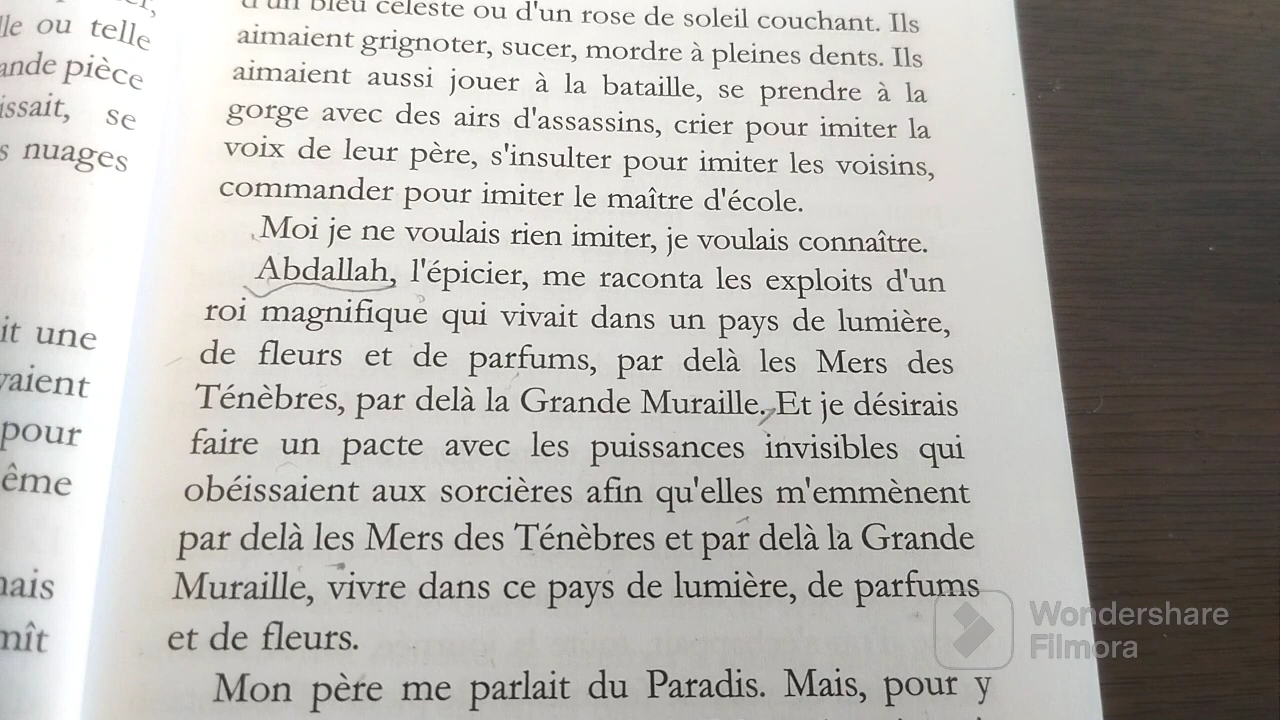 lle ou telle
ande pièce
issait, se
s nuages
it une
vaient
pour
ême
nais
mît
d'un bleu céleste ou d'un rose de soleil couchant. Ils
aimaient grignoter, sucer, mordre à pleines dents. Ils
aimaient aussi jouer à la bataille, se prendre à la
gorge avec des airs d'assassins, crier pour imiter la
voix de leur père, s'insulter pour imiter les voisins,
commander pour imiter le maître d'école.
Moi je ne voulais rien imiter, je voulais connaître.
Abdallah, l'épicier, me raconta les exploits d'un
roi magnifique qui vivait dans un pays de lumière,
de fleurs et de parfums, par delà les Mers des
Ténèbres, par delà la Grande Muraille. Et je désirais
faire un pacte avec les puissances invisibles qui
obéissaient aux sorcières afin qu'elles m'emmènent
par delà les Mers des Ténèbres et par delà la Grande
Muraille, vivre dans ce pays de lumière, de parfums
et de fleurs.
Mon père me parlait du Paradis. Mais, pour y
Wondershare
Filmora